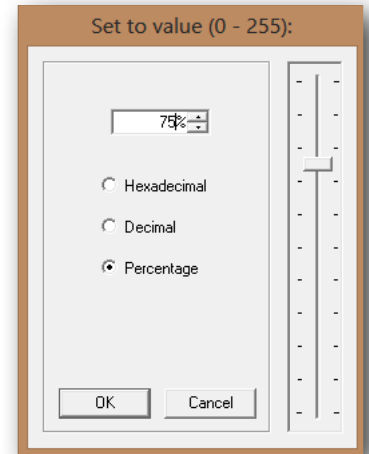 Set to value (0 - 255):
75%
Hexadecimal
Decimal
Percentage
OK
Cancel